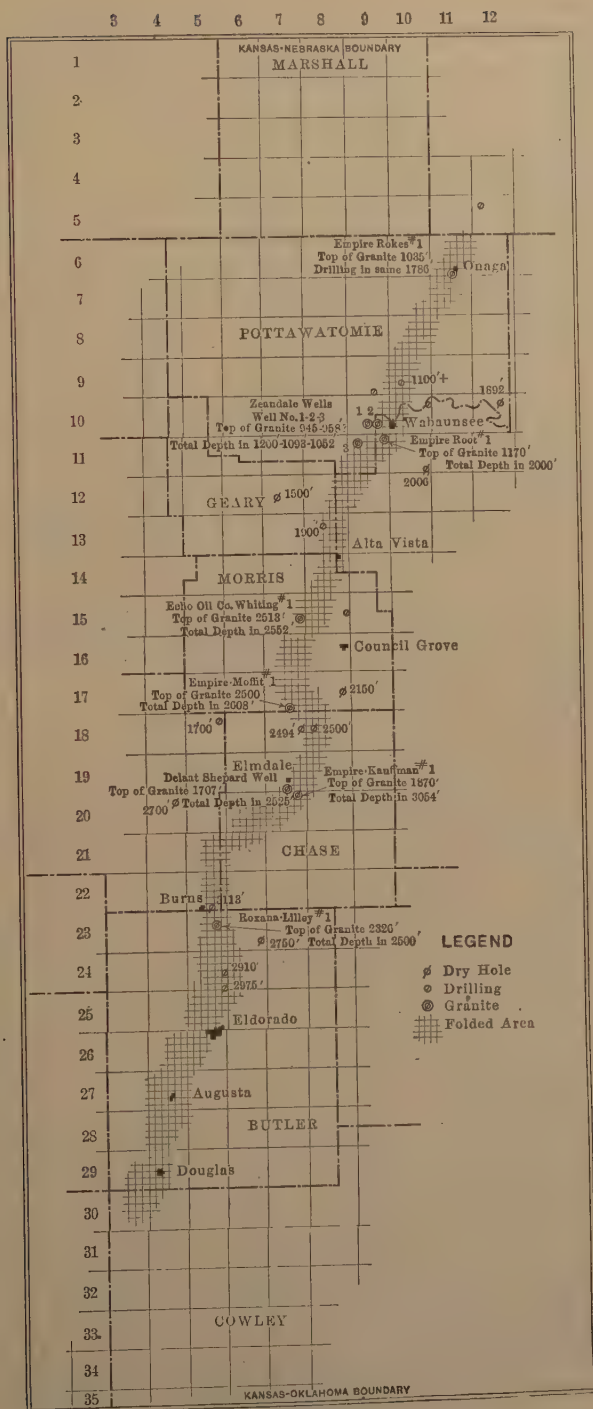 3 4 5 6 7 8 9 10 11 12
KANSAS-NEBRASKA BOUNDARY
1
MARSHALL
2
3
4
5
6
Empire Rokes #1
Top of Granite 1035'
Drilling in same 1786
Onaga
7
8
POTTAWATOMIE
9
1100'+
1692'
Zeandale Wells
Well No. 1-2-3
Top of Granite 945-958'
Total Depth in 1200-1093-1052
1 2
3
10
Wabaunsee
Empire Root #1
Top of Granite 1170'
Total Depth in 2000'
11
2006
12
GEARY
1500'
13
1900'
Alta Vista
14
MORRIS
15
Echo Oil Co. Whiting #1
Top of Granite 2513'
Total Depth in 2552'
16
Council Grove
17
Empire-Moffit #1
Top of Granite 2500
Total Depth in 2608'
2150'
18
1700'
2494'
2500'
19
Elmdale
Delant Shepard Well
Top of Granite 1707'
Total Depth in 2525'
Empire-Kaufman #1
Top of Granite 1870'
Total Depth in 3054'
20
2700'
21
CHASE
22
Burns
3113'
23
Roxana-Lilley #1
Top of Granite 2326'
Total Depth in 2500'
2750'
24
2910'
2975'
LEGEND
Dry Hole
Drilling
Granite
Folded Area
25
Eldorado
26
27
Augusta
28
BUTLER
29
Douglas
30
31
32
33
COWLEY
34
35
KANSAS-OKLAHOMA BOUNDARY